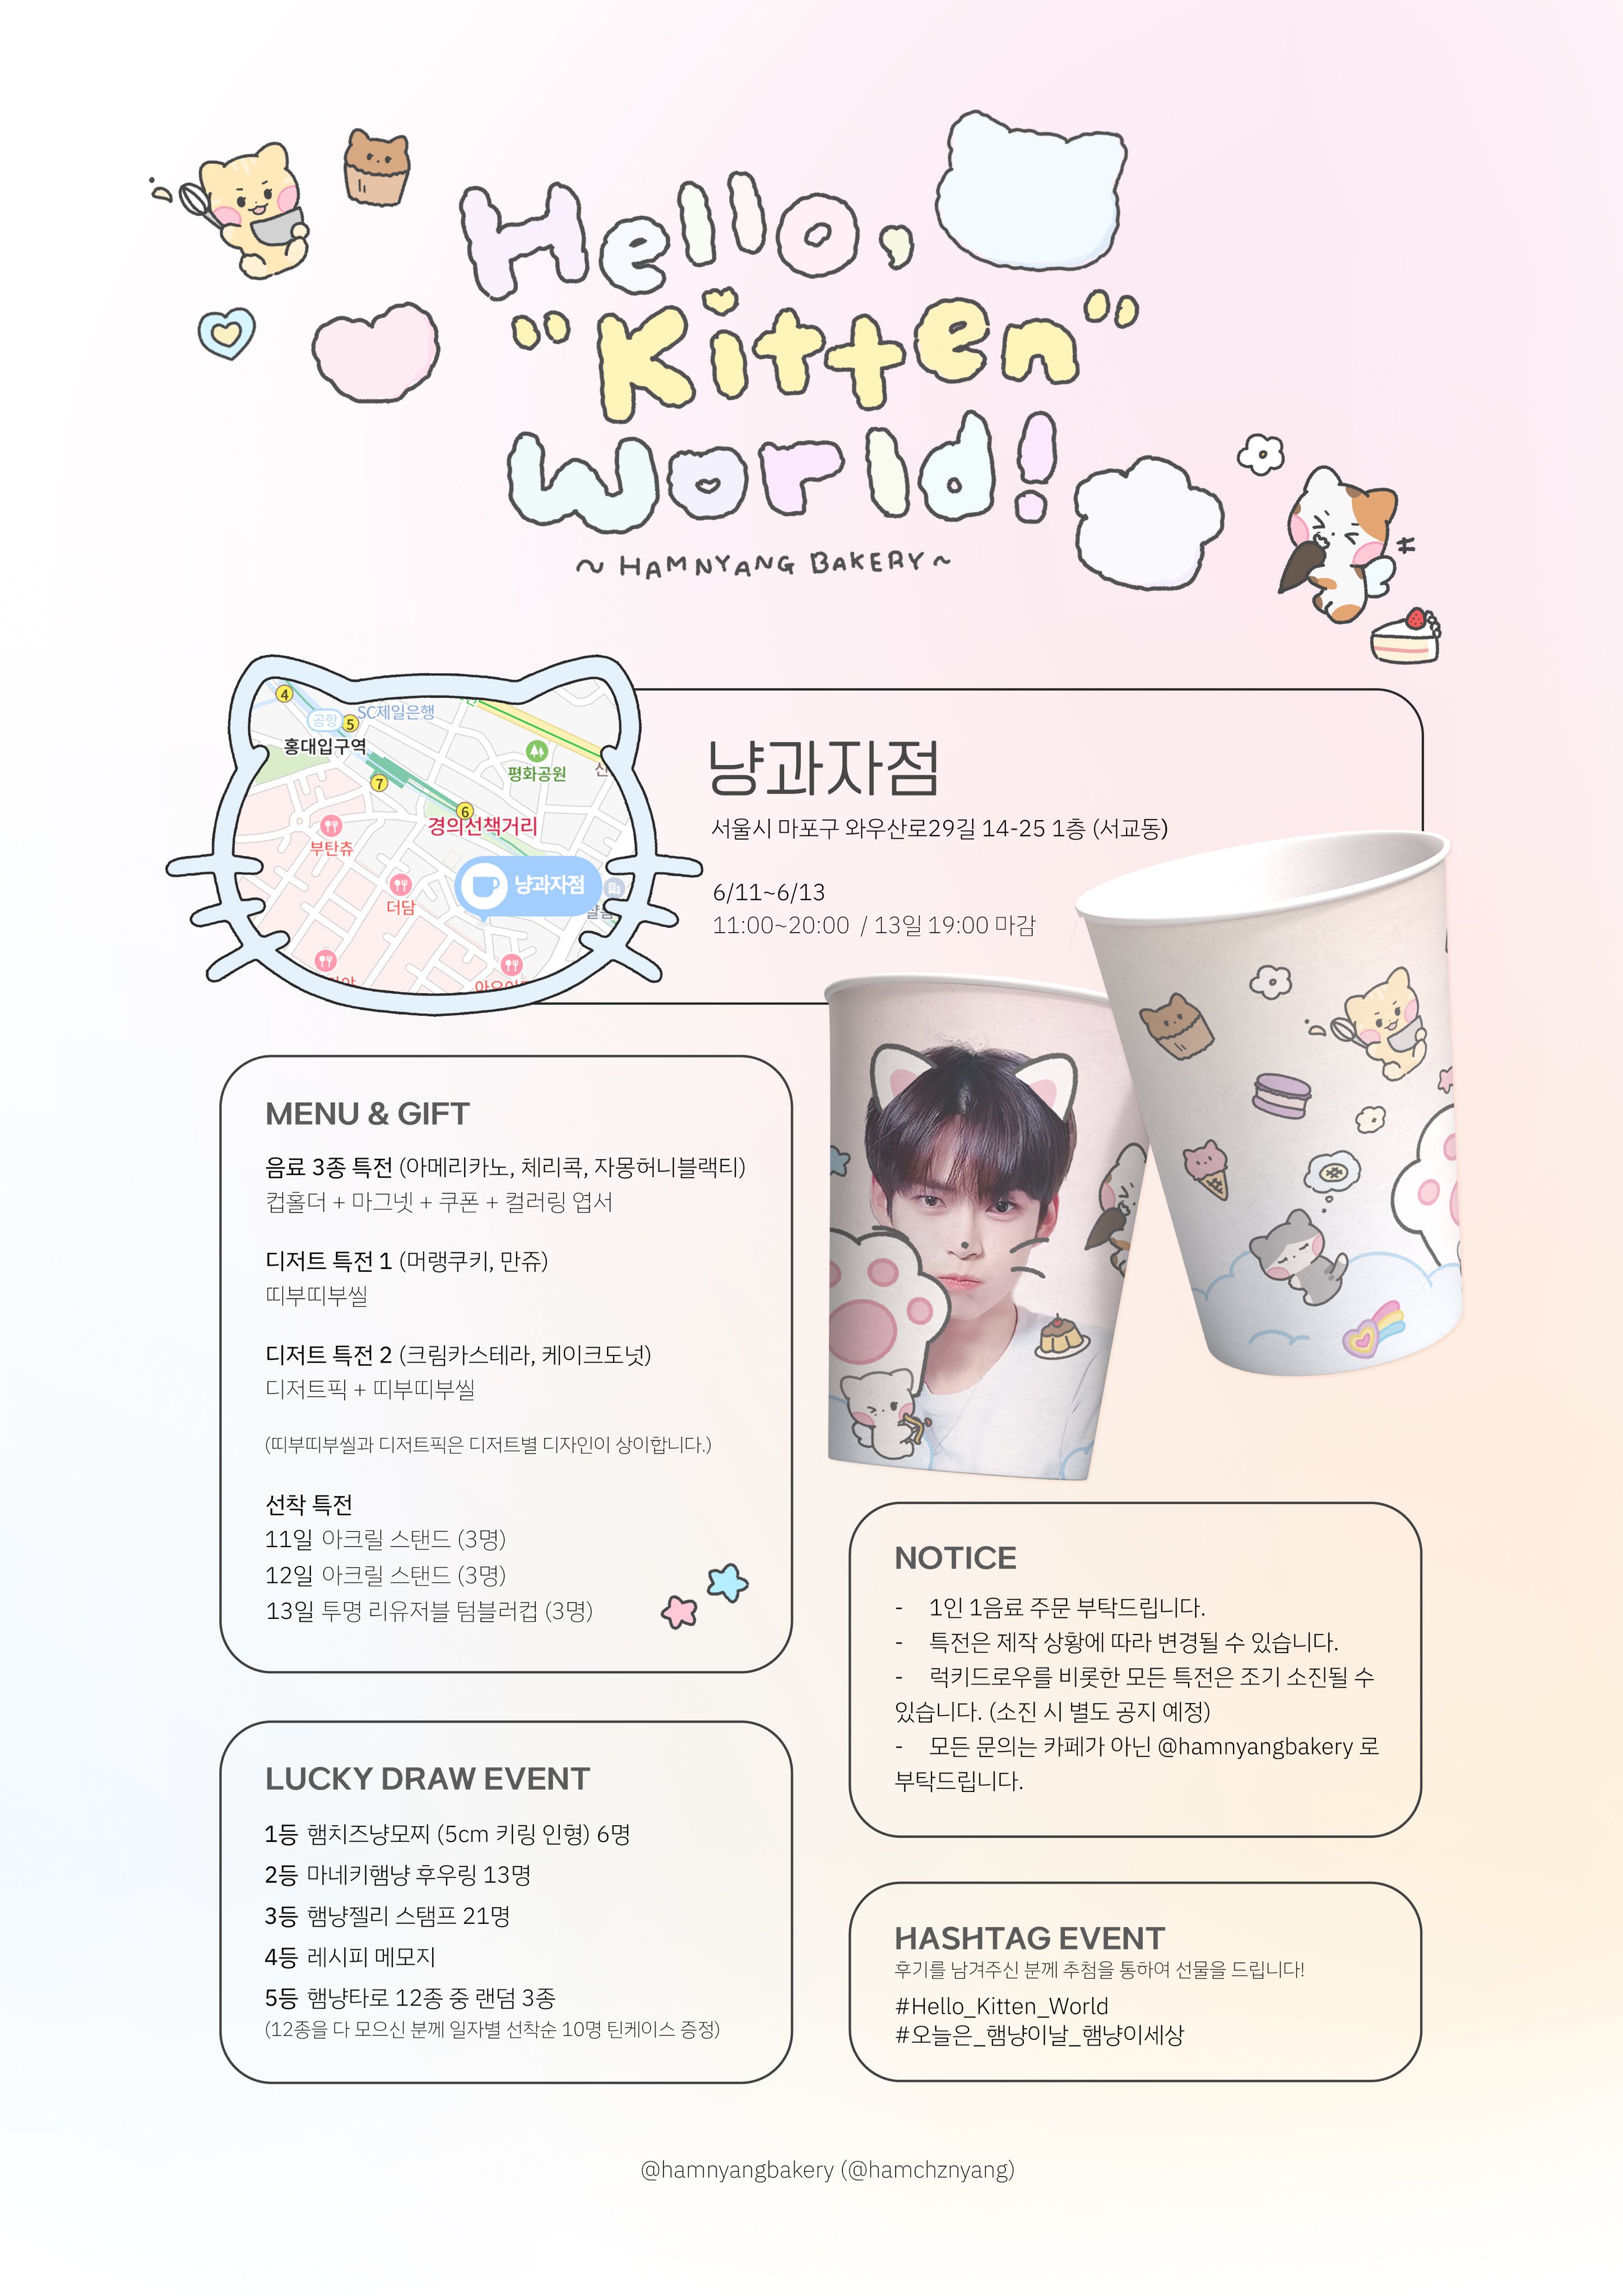 Hello,
"Kitten"
World!
~ HAMNYANG BAKERY ~
4
공항
5
SC제일은행
홍대입구역
7
평화공원
6
경의선책거리
부탄츄
더담
냥과자점
냥과자점
서울시 마포구 와우산로29길 14-25 1층 (서교동)
6/11~6/13
11:00~20:00 / 13일 19:00 마감
MENU & GIFT
음료 3종 특전 (아메리카노, 체리콕, 자몽허니블랙티)
컵홀더 + 마그넷 + 쿠폰 + 컬러링 엽서
디저트 특전 1 (머랭쿠키, 만쥬)
띠부띠부씰
디저트 특전 2 (크림카스테라, 케이크도넛)
디저트픽 + 띠부띠부씰
(띠부띠부씰과 디저트픽은 디저트별 디자인이 상이합니다.)
선착 특전
11일 아크릴 스탠드 (3명)
12일 아크릴 스탠드 (3명)
13일 투명 리유저블 텀블러컵 (3명)
LUCKY DRAW EVENT
1등 햄치즈냥모찌 (5cm 키링 인형) 6명
2등 마네키햄냥 후우링 13명
3등 햄냥젤리 스탬프 21명
4등 레시피 메모지
5등 햄냥타로 12종 중 랜덤 3종
(12종을 다 모으신 분께 일자별 선착순 10명 틴케이스 증정)
NOTICE
- 1인 1음료 주문 부탁드립니다.
- 특전은 제작 상황에 따라 변경될 수 있습니다.
- 럭키드로우를 비롯한 모든 특전은 조기 소진될 수
있습니다. (소진 시 별도 공지 예정)
- 모든 문의는 카페가 아닌 @hamnyangbakery 로
부탁드립니다.
HASHTAG EVENT
후기를 남겨주신 분께 추첨을 통하여 선물을 드립니다!
#Hello_Kitten_World
#오늘은_햄냥이날_햄냥이세상
@hamnyangbakery (@hamchznyang)